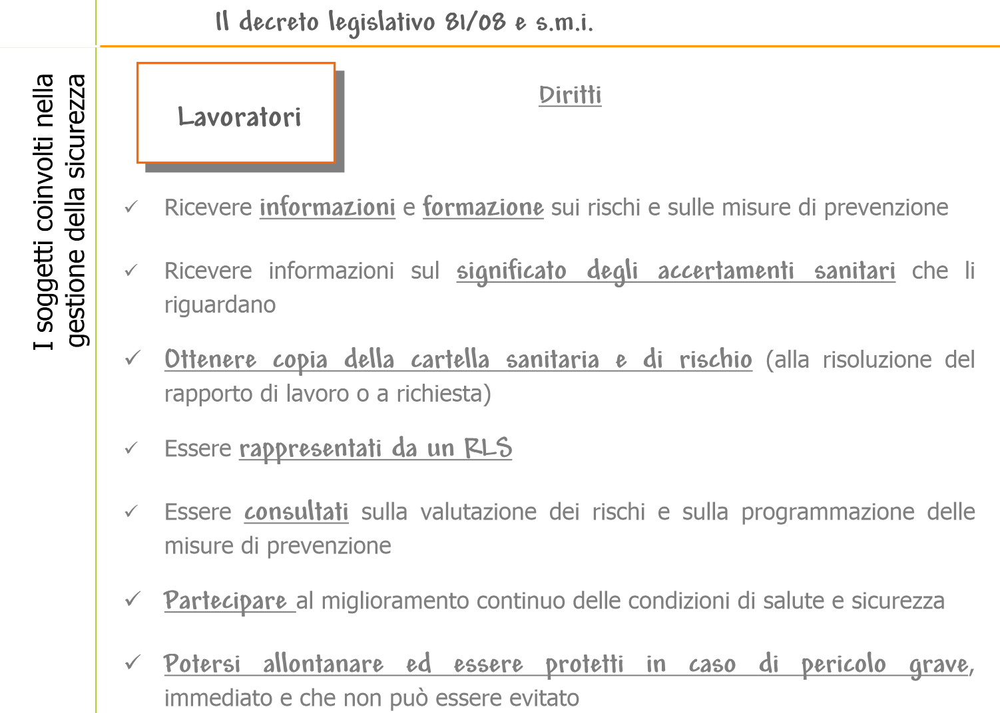 Il decreto legislativo 81/08 e s.m.i.
I soggetti coinvolti nella
gestione della sicurezza
Lavoratori
Diritti
✓ Ricevere informazioni e formazione sui rischi e sulle misure di prevenzione
✓ Ricevere informazioni sul significato degli accertamenti sanitari che li
riguardano
✓ Ottenere copia della cartella sanitaria e di rischio (alla risoluzione del
rapporto di lavoro o a richiesta)
✓ Essere rappresentati da un RLS
✓ Essere consultati sulla valutazione dei rischi e sulla programmazione delle
misure di prevenzione
✓ Partecipare al miglioramento continuo delle condizioni di salute e sicurezza
✓ Potersi allontanare ed essere protetti in caso di pericolo grave,
immediato e che non può essere evitato